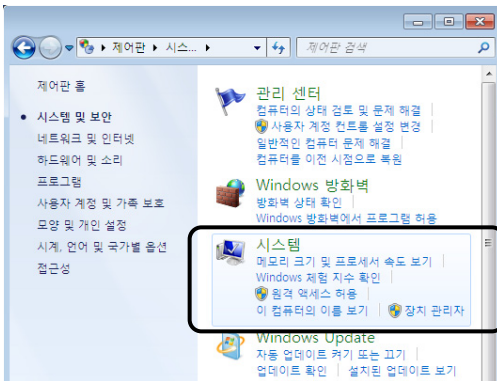 제어판 ▸ 시스... ▸
제어판 검색
제어판 홈
시스템 및 보안
네트워크 및 인터넷
하드웨어 및 소리
프로그램
사용자 계정 및 가족 보호
모양 및 개인 설정
시계, 언어 및 국가별 옵션
접근성
관리 센터
컴퓨터의 상태 검토 및 문제 해결
사용자 계정 컨트롤 설정 변경
일반적인 컴퓨터 문제 해결
컴퓨터를 이전 시점으로 복원
Windows 방화벽
방화벽 상태 확인
Windows 방화벽에서 프로그램 허용
시스템
메모리 크기 및 프로세서 속도 보기
Windows 체험 지수 확인
원격 액세스 허용
이 컴퓨터의 이름 보기 장치 관리자
Windows Update
자동 업데이트 켜기 또는 끄기
업데이트 확인 설치된 업데이트 보기